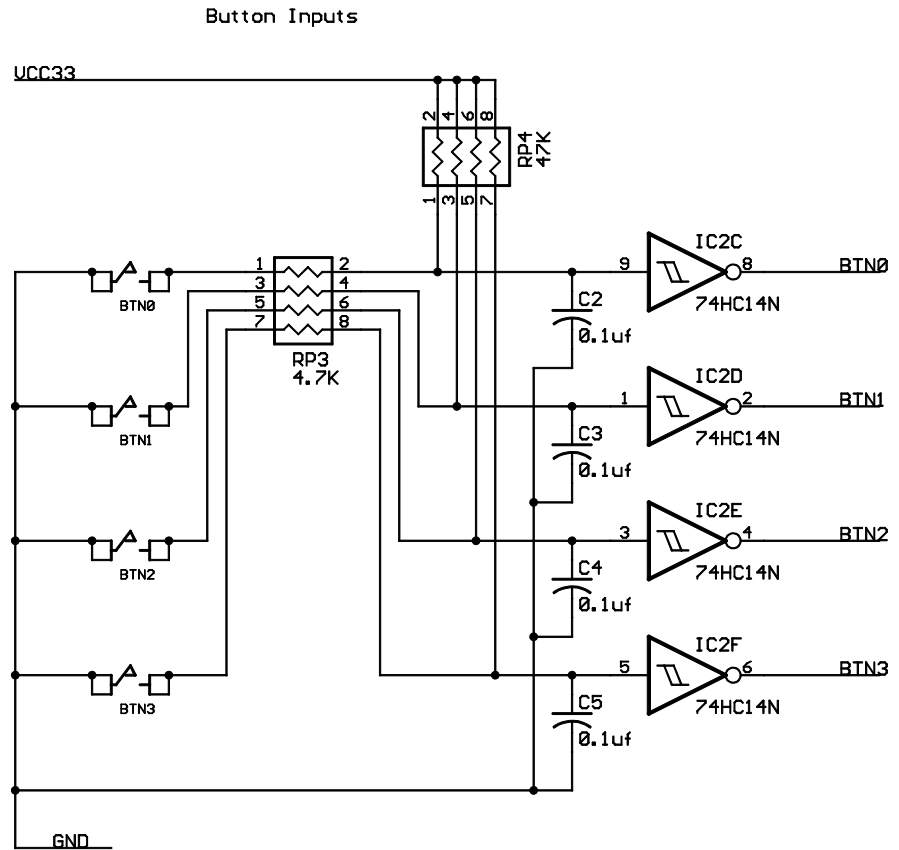 Button Inputs
VCC33
2 4 6 8
RP4
47K
1 3 5 7
IC2C
1 2
9
8
BTN0
3 4
BTN0
5 6
C2
74HC14N
7 8
0.1uf
RP3
4.7K
IC2D
1
2
BTN1
BTN1
C3
74HC14N
0.1uf
IC2E
3
4
BTN2
BTN2
C4
74HC14N
0.1uf
IC2F
5
6
BTN3
BTN3
C5
74HC14N
0.1uf
GND